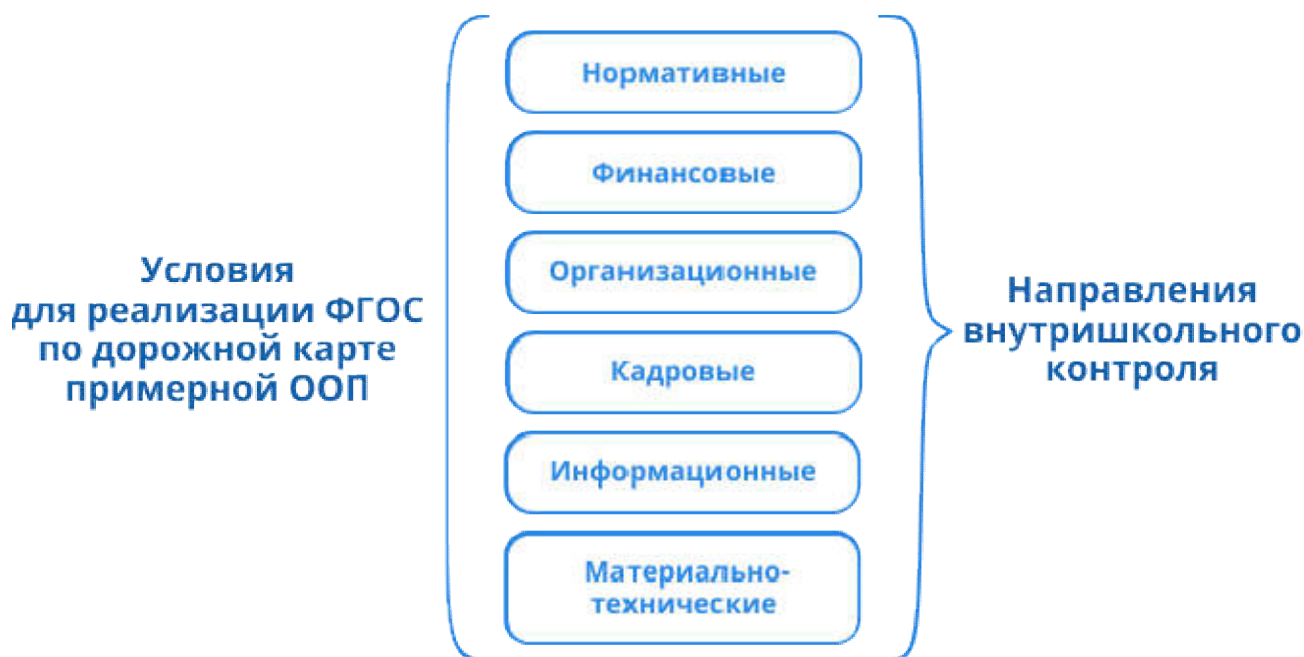 Условия
для реализации ФГОС
по дорожной карте
примерной ООП
Нормативные
Финансовые
Организационные
Кадровые
Информационные
Материально-
технические
Направления
внутришкольного
контроля